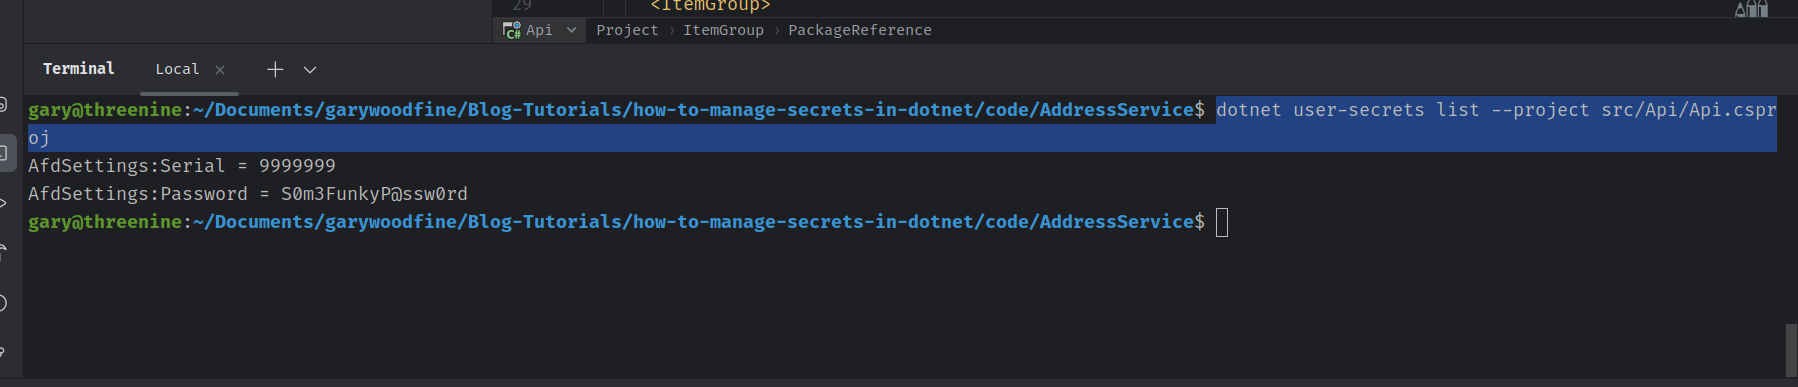 29 <ItemGroup>
C# Api Project › ItemGroup › PackageReference
Terminal Local × +
gary@threenine:~/Documents/garywoodfine/Blog-Tutorials/how-to-manage-secrets-in-dotnet/code/AddressService$ dotnet user-secrets list --project src/Api/Api.cspr
oj
AfdSettings:Serial = 9999999
AfdSettings:Password = S0m3FunkyP@ssw0rd
gary@threenine:~/Documents/garywoodfine/Blog-Tutorials/how-to-manage-secrets-in-dotnet/code/AddressService$